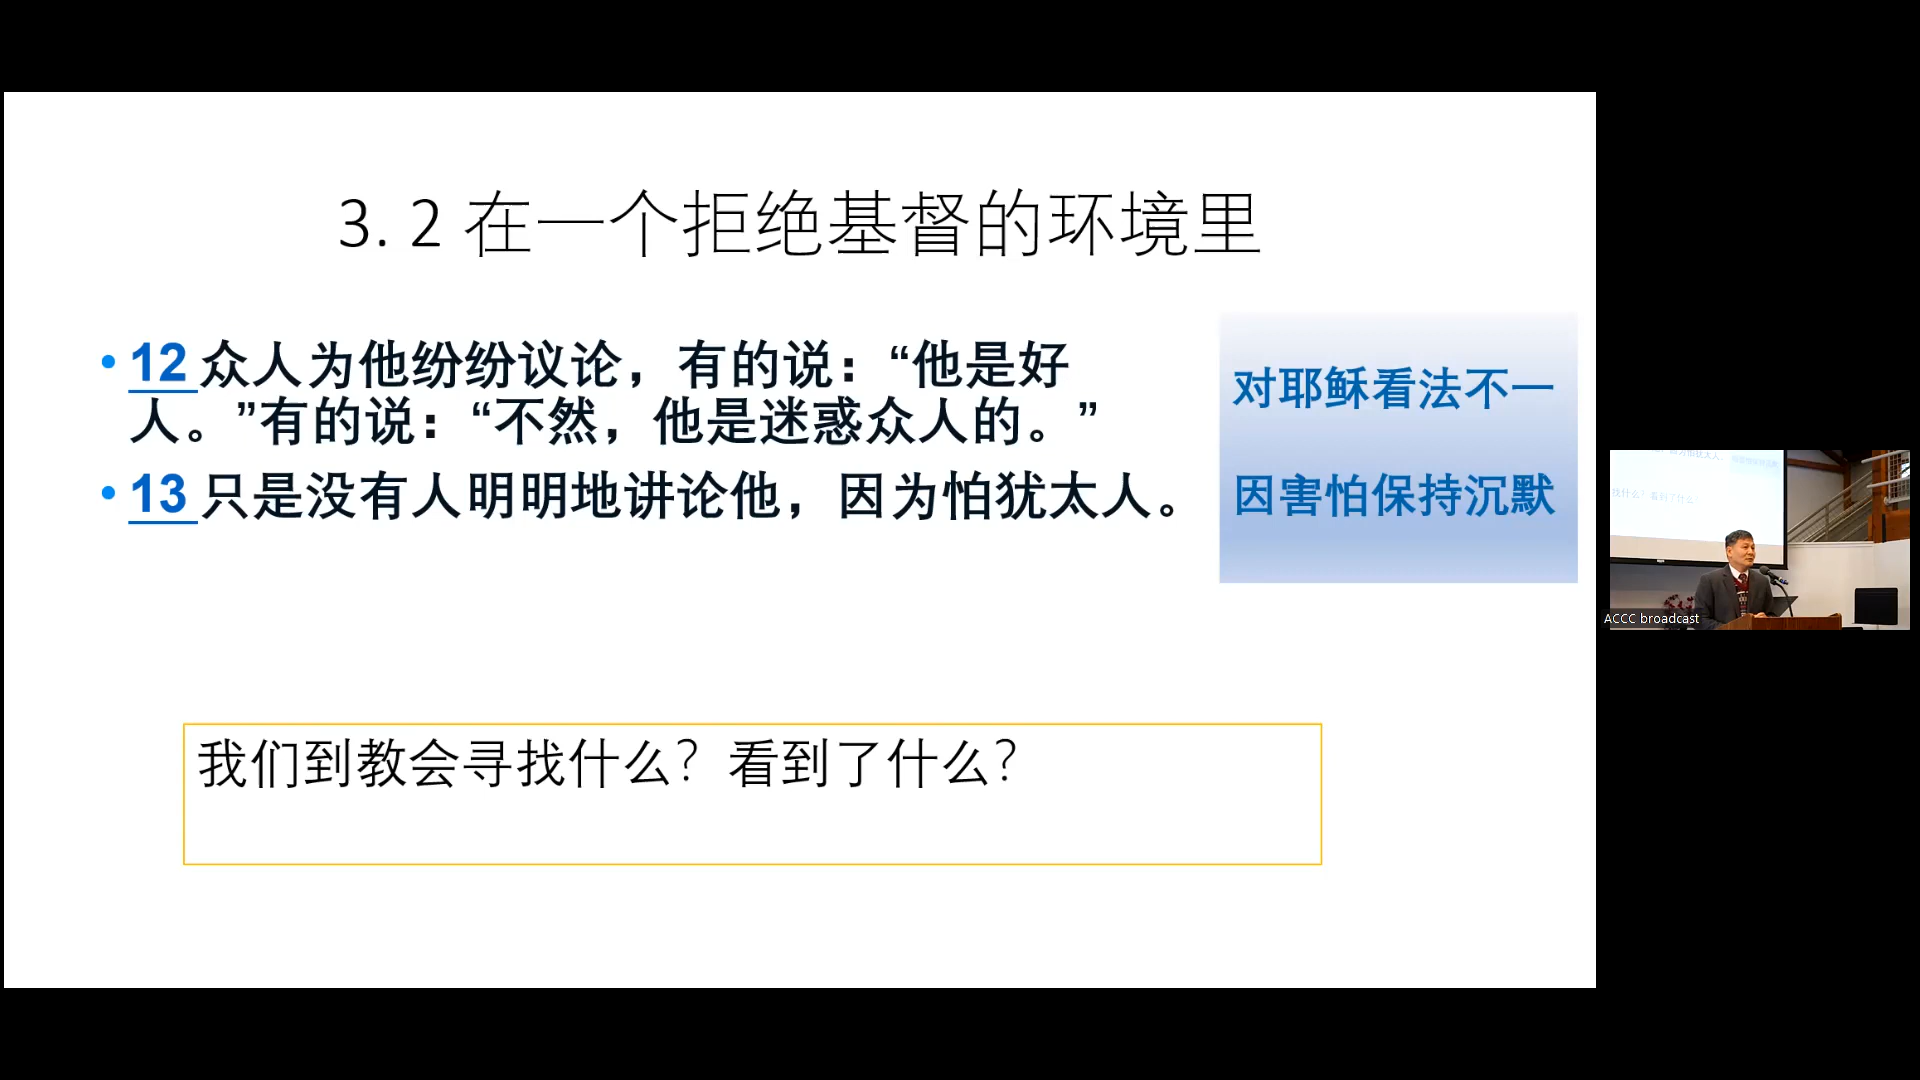 3. 2 在一个拒绝基督的环境里
• 12 众人为他纷纷议论，有的说：“他是好
人。”有的说：“不然，他是迷惑众人的。”
• 13 只是没有人明明地讲论他，因为怕犹太人。
对耶稣看法不一
因害怕保持沉默
我们到教会寻找什么？看到了什么？
ACCC broadcast